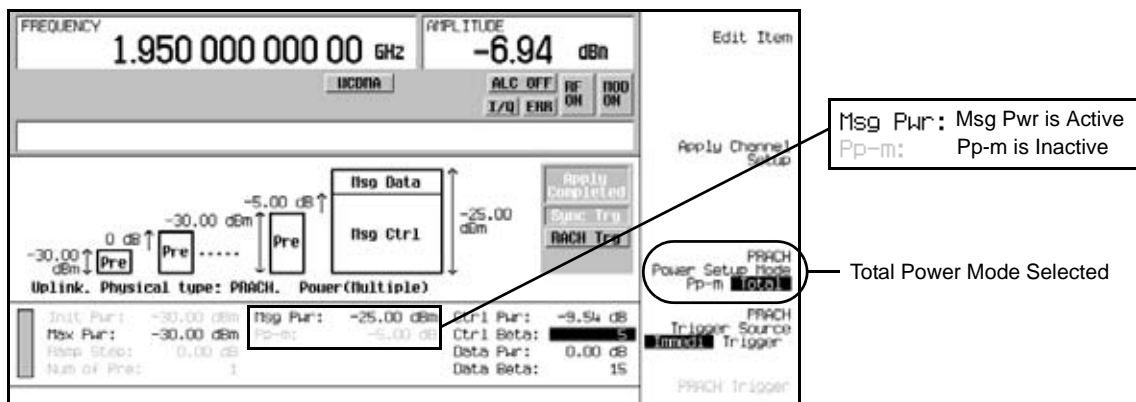 FREQUENCY
1.950 000 000 00 GHz
AMPLITUDE
-6.94 dBm
WCDMA
ALC OFF
I/Q ERR
RF ON
MOD ON
Edit Item
Apply Channel Setup
PRACH
Power Setup Mode
Pp-m Total
PRACH
Trigger Source
Immedi Trigger
PRACH Trigger
Msg Pwr: Msg Pwr is Active
Pp-m: Pp-m is Inactive
Total Power Mode Selected
Apply Completed
Sync Trg
RACH Trg
Msg Data
Msg Ctrl
-25.00 dBm
-5.00 dB
-30.00 dBm
0 dB
-30.00 dBm
Pre
Pre
.....
Pre
Uplink. Physical type: PRACH. Power(Multiple)
Init Pwr: -30.00 dBm
Max Pwr: -30.00 dBm
Ramp Step: 0.00 dB
Num of Pre: 1
Msg Pwr: -25.00 dBm
Pp-m: -5.00 dB
Ctrl Pwr: -9.54 dB
Ctrl Beta: 5
Data Pwr: 0.00 dB
Data Beta: 15